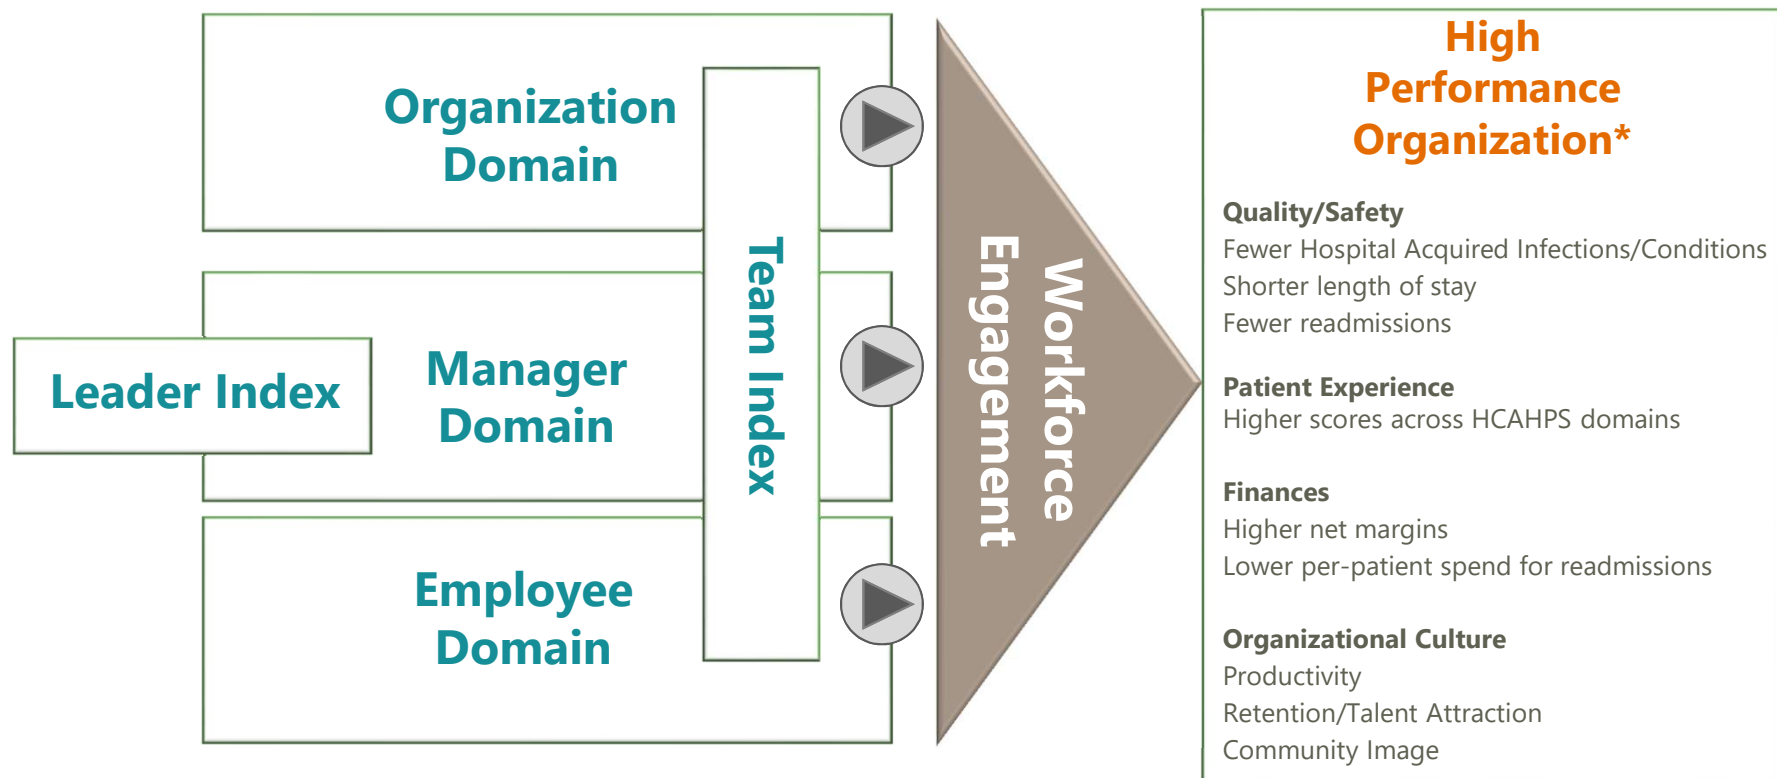 Organization
Domain
Leader Index
Manager
Domain
Employee
Domain
Team Index
Workforce
Engagement
High
Performance
Organization*
Quality/Safety
Fewer Hospital Acquired Infections/Conditions
Shorter length of stay
Fewer readmissions
Patient Experience
Higher scores across HCAHPS domains
Finances
Higher net margins
Lower per-patient spend for readmissions
Organizational Culture
Productivity
Retention/Talent Attraction
Community Image